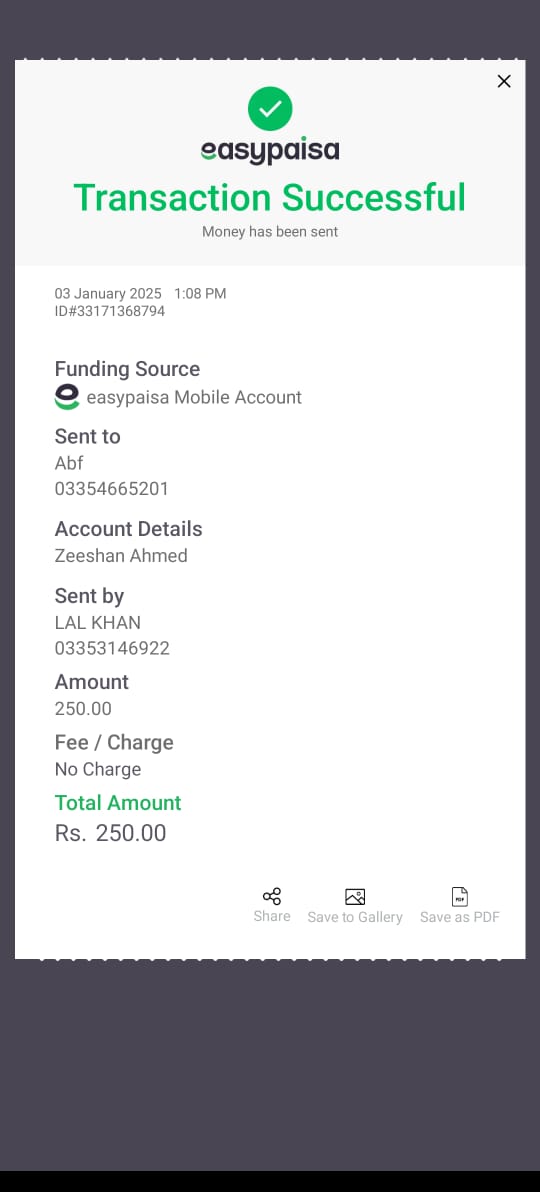 easypaisa
Transaction Successful
Money has been sent
03 January 2025 1:08 PM
ID#33171368794
Funding Source
easypaisa Mobile Account
Sent to
Abf
03354665201
Account Details
Zeeshan Ahmed
Sent by
LAL KHAN
03353146922
Amount
250.00
Fee / Charge
No Charge
Total Amount
Rs. 250.00
Share
Save to Gallery
PDF
Save as PDF